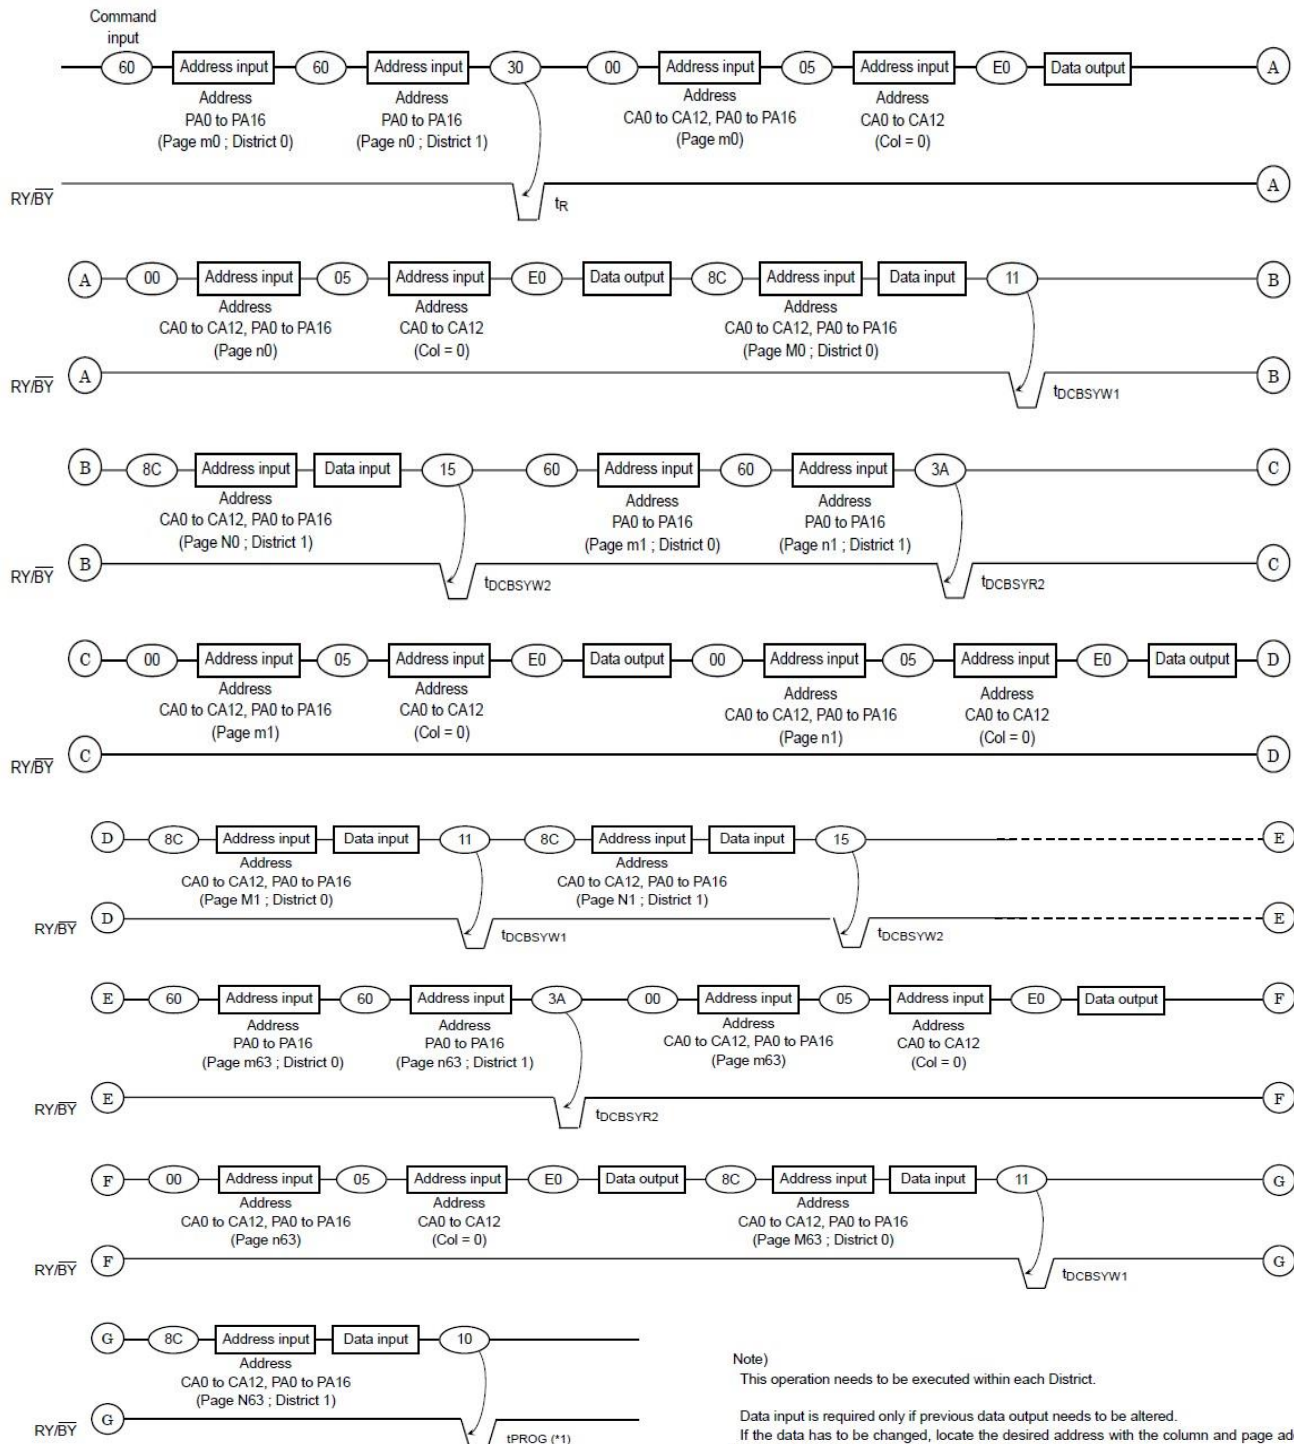 Command
input
60 Address input 60 Address input 30 00 Address input 05 Address input E0 Data output A
Address Address Address Address
PA0 to PA16 PA0 to PA16 CA0 to CA12, PA0 to PA16 CA0 to CA12
(Page m0 ; District 0) (Page n0 ; District 1) (Page m0) (Col = 0)
RY/BY tR A
A 00 Address input 05 Address input E0 Data output 8C Address input Data input 11 B
Address Address Address
CA0 to CA12, PA0 to PA16 CA0 to CA12 CA0 to CA12, PA0 to PA16
(Page n0) (Col = 0) (Page M0 ; District 0)
RY/BY A tDCBSYW1 B
B 8C Address input Data input 15 60 Address input 60 Address input 3A C
Address Address Address
CA0 to CA12, PA0 to PA16 PA0 to PA16 PA0 to PA16
(Page N0 ; District 1) (Page m1 ; District 0) (Page n1 ; District 1)
RY/BY B tDCBSYW2 tDCBSYR2 C
C 00 Address input 05 Address input E0 Data output 00 Address input 05 Address input E0 Data output D
Address Address Address Address
CA0 to CA12, PA0 to PA16 CA0 to CA12 CA0 to CA12, PA0 to PA16 CA0 to CA12
(Page m1) (Col = 0) (Page n1) (Col = 0)
RY/BY C D
D 8C Address input Data input 11 8C Address input Data input 15 E
Address Address
CA0 to CA12, PA0 to PA16 CA0 to CA12, PA0 to PA16
(Page M1 ; District 0) (Page N1 ; District 1)
RY/BY D tDCBSYW1 tDCBSYW2 E
E 60 Address input 60 Address input 3A 00 Address input 05 Address input E0 Data output F
Address Address Address Address
PA0 to PA16 PA0 to PA16 CA0 to CA12, PA0 to PA16 CA0 to CA12
(Page m63 ; District 0) (Page n63 ; District 1) (Page m63) (Col = 0)
RY/BY E tDCBSYR2 F
F 00 Address input 05 Address input E0 Data output 8C Address input Data input 11 G
Address Address Address
CA0 to CA12, PA0 to PA16 CA0 to CA12 CA0 to CA12, PA0 to PA16
(Page n63) (Col = 0) (Page M63 ; District 0)
RY/BY F tDCBSYW1 G
G 8C Address input Data input 10
Address
CA0 to CA12, PA0 to PA16
(Page N63 ; District 1)
RY/BY G tPROG (*1)
Note)
This operation needs to be executed within each District.
Data input is required only if previous data output needs to be altered.
If the data has to be changed, locate the desired address with the column and page